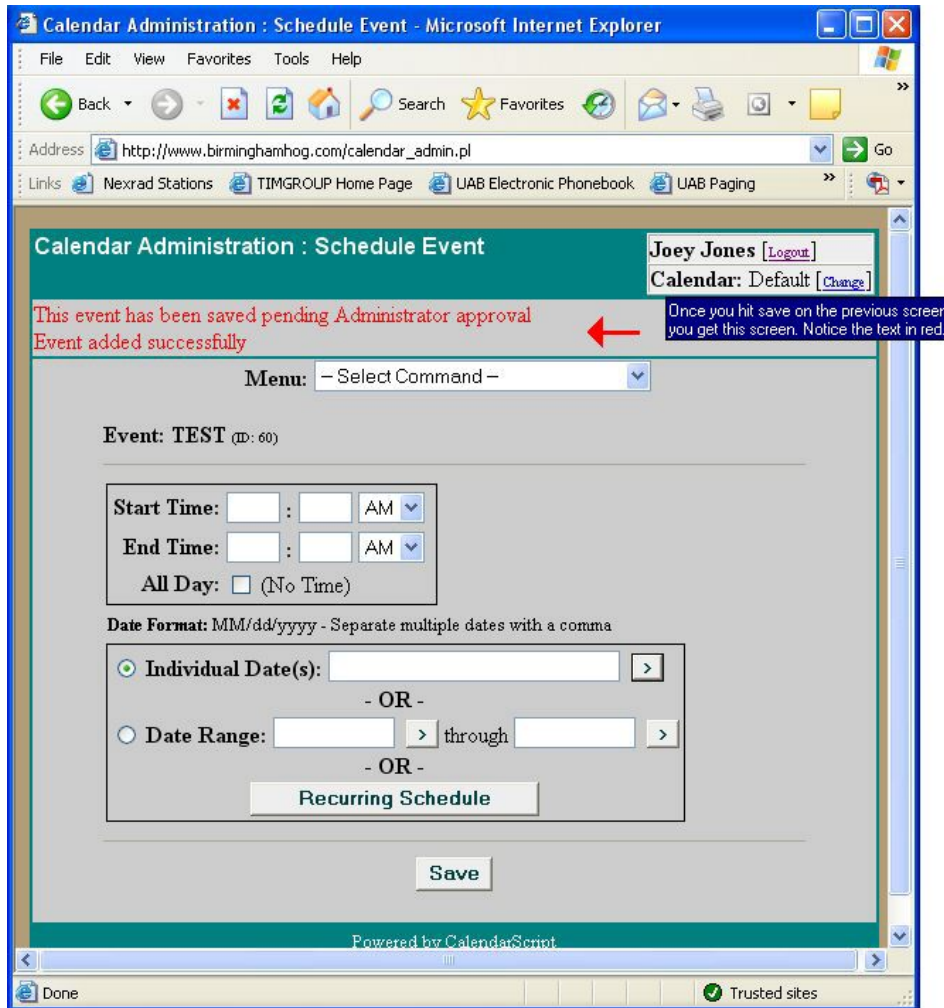 Calendar Administration : Schedule Event - Microsoft Internet Explorer
File Edit View Favorites Tools Help
Back Search Favorites »
Address http://www.birminghamhog.com/calendar_admin.pl Go
Links Nexrad Stations TIMGROUP Home Page UAB Electronic Phonebook UAB Paging »
Calendar Administration : Schedule Event
Joey Jones [Logout]
Calendar: Default [Change]
This event has been saved pending Administrator approval
Event added successfully
Once you hit save on the previous screen
you get this screen. Notice the text in red.
Menu: – Select Command –
Event: TEST (ID: 60)
Start Time: : AM
End Time: : AM
All Day: (No Time)
Date Format: MM/dd/yyyy - Separate multiple dates with a comma
Individual Date(s): >
- OR -
Date Range: > through >
- OR -
Recurring Schedule
Save
Powered by CalendarScript
Done Trusted sites